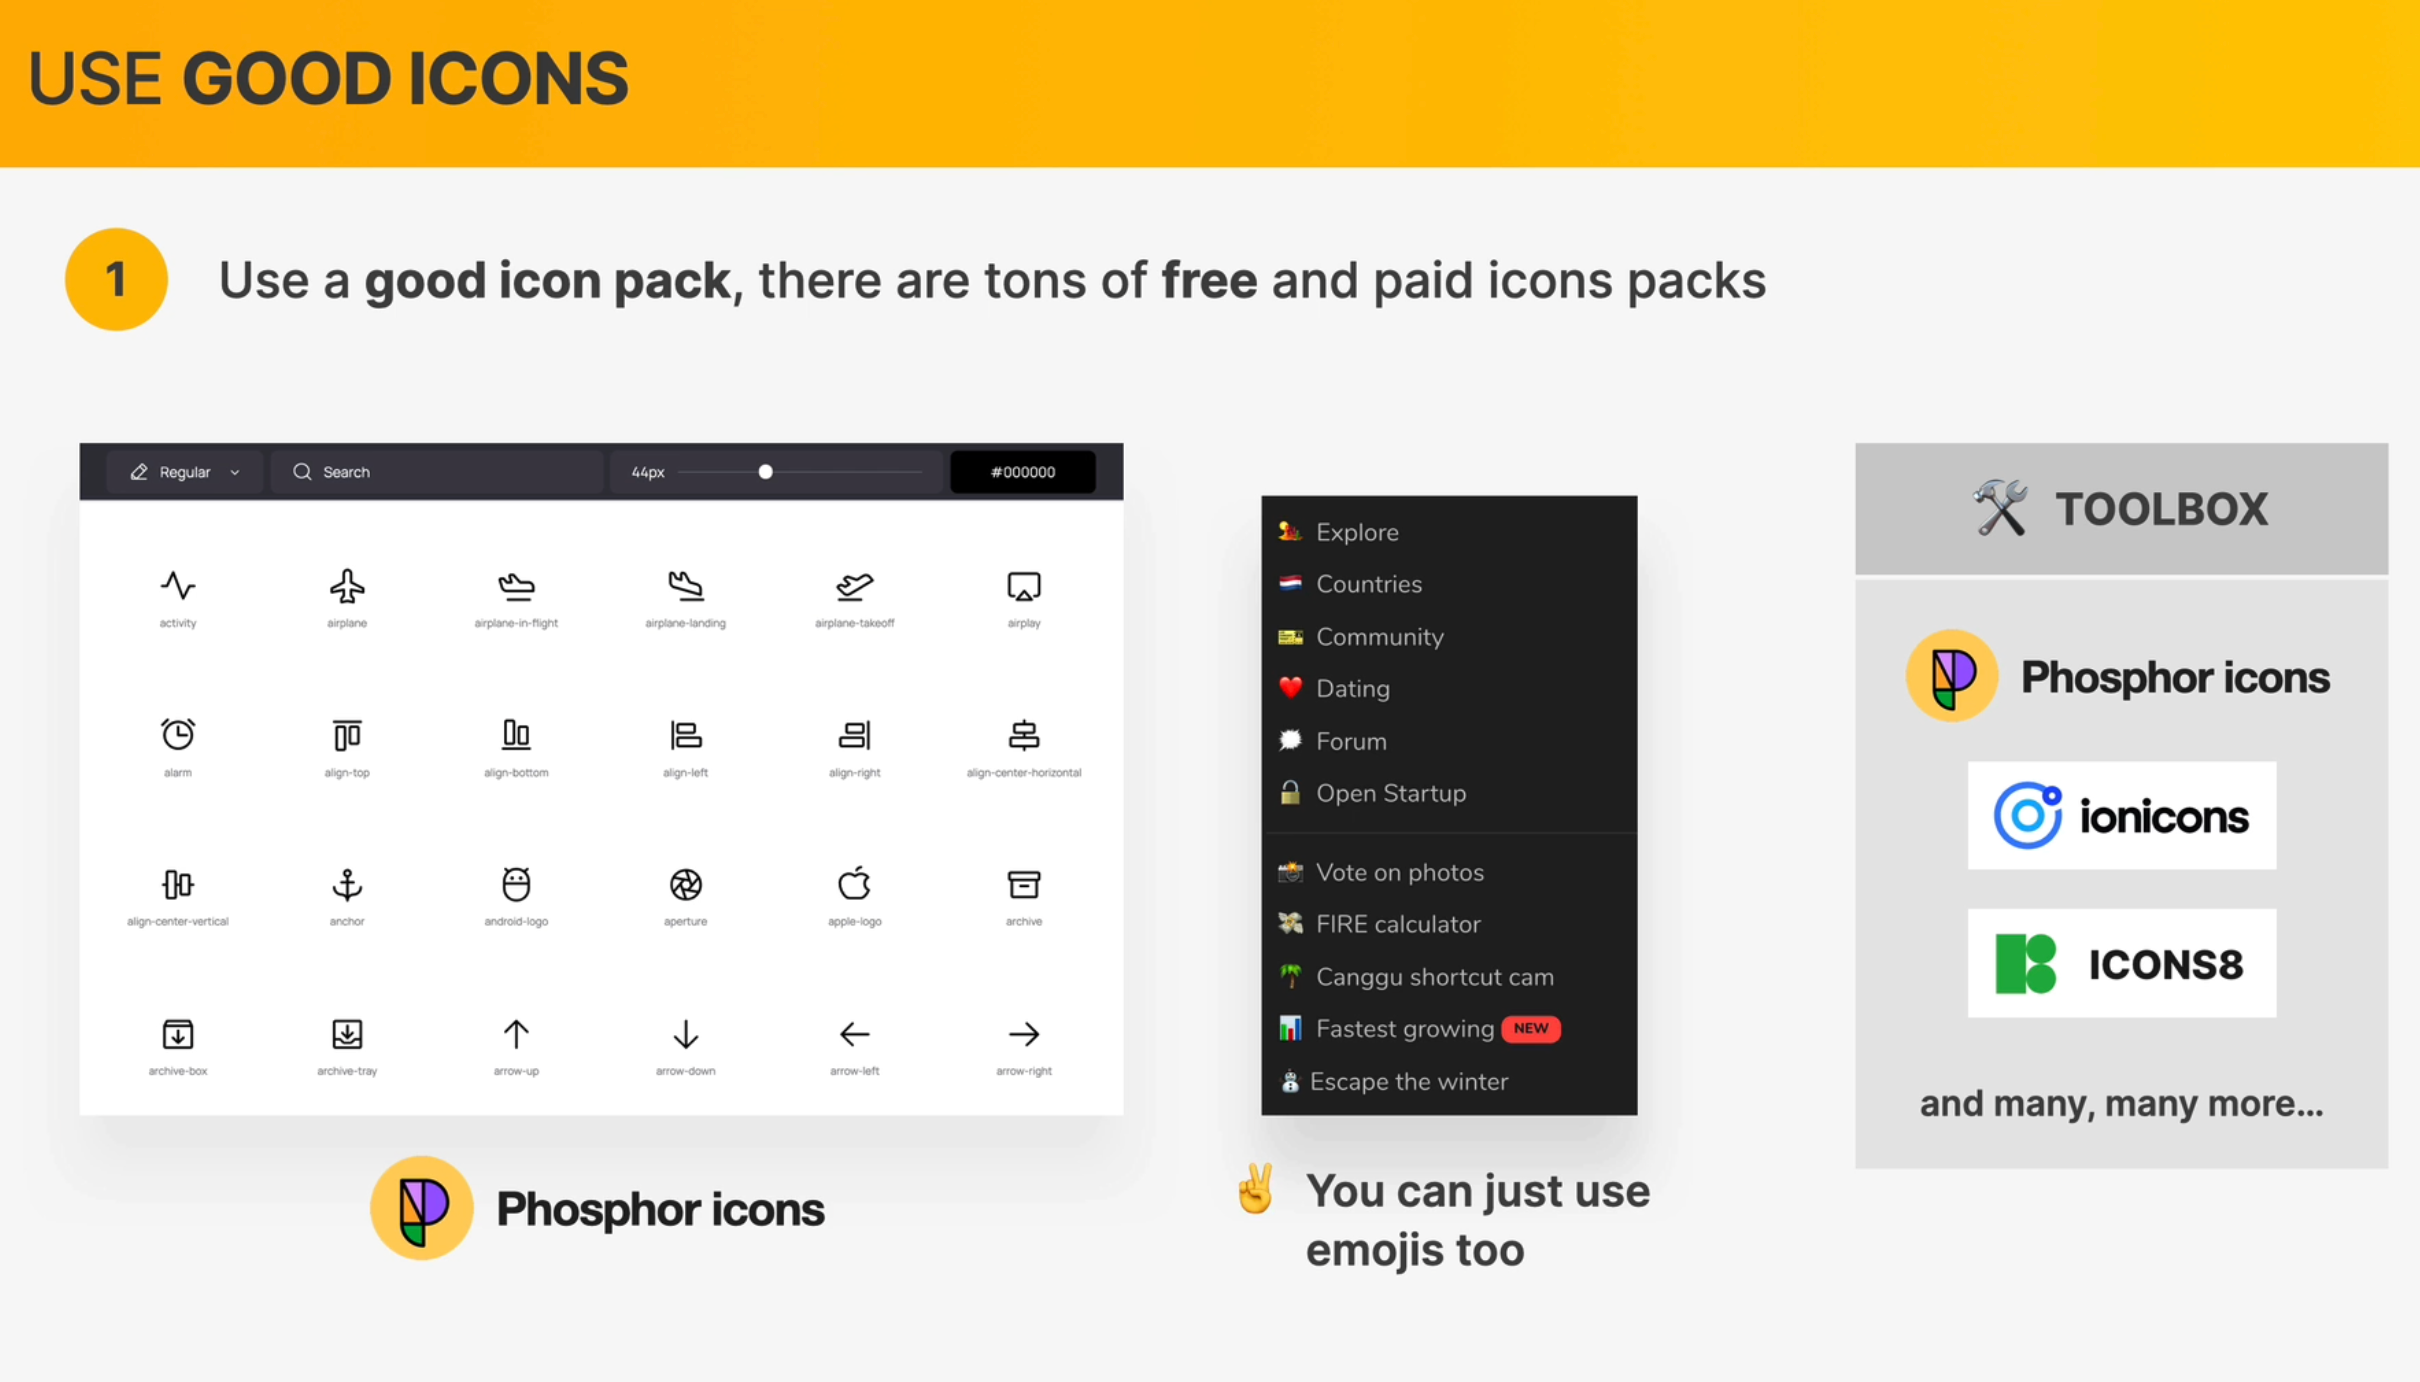 USE GOOD ICONS
1
Use a good icon pack, there are tons of free and paid icons packs
Regular
Search
44px
#000000
activity
airplane
airplane-in-flight
airplane-landing
airplane-takeoff
airplay
alarm
align-top
align-bottom
align-left
align-right
align-center-horizontal
align-center-vertical
anchor
android-logo
aperture
apple-logo
archive
archive-box
archive-tray
arrow-up
arrow-down
arrow-left
arrow-right
Phosphor icons
Explore
Countries
Community
Dating
Forum
Open Startup
Vote on photos
FIRE calculator
Canggu shortcut cam
Fastest growing NEW
Escape the winter
You can just use
emojis too
TOOLBOX
Phosphor icons
ionicons
ICONS8
and many, many more...